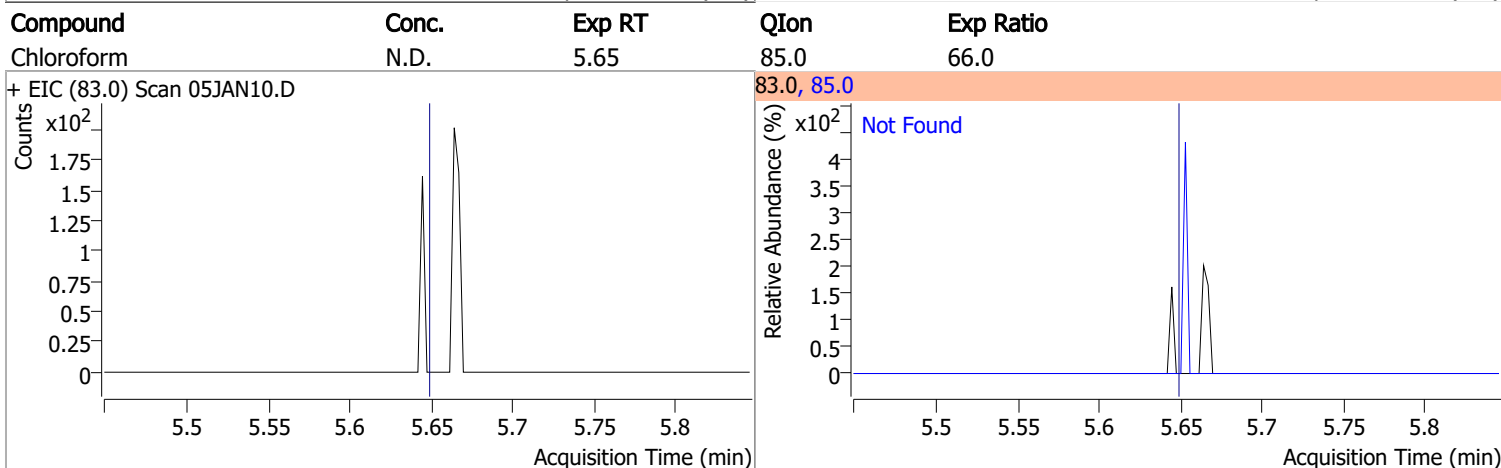 Compound Conc. Exp RT QIon Exp Ratio
Chloroform N.D. 5.65 85.0 66.0
+ EIC (83.0) Scan 05JAN10.D
Counts
x10²
1.75
1.5
1.25
1
0.75
0.5
0.25
0
5.5 5.55 5.6 5.65 5.7 5.75 5.8
Acquisition Time (min)
83.0, 85.0
Relative Abundance (%)
x10²
Not Found
4
3.5
3
2.5
2
1.5
1
0.5
0
5.5 5.55 5.6 5.65 5.7 5.75 5.8
Acquisition Time (min)